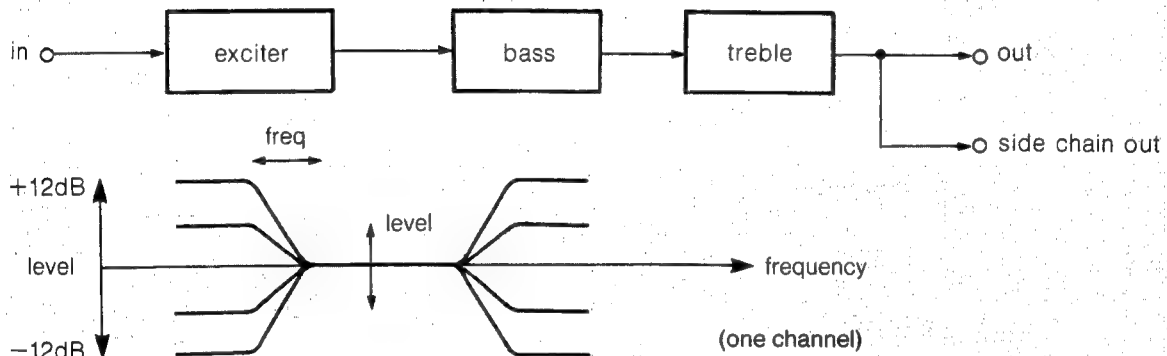 in
exciter
bass
treble
out
side chain out
freq
+12dB
level
level
frequency
-12dB
(one channel)